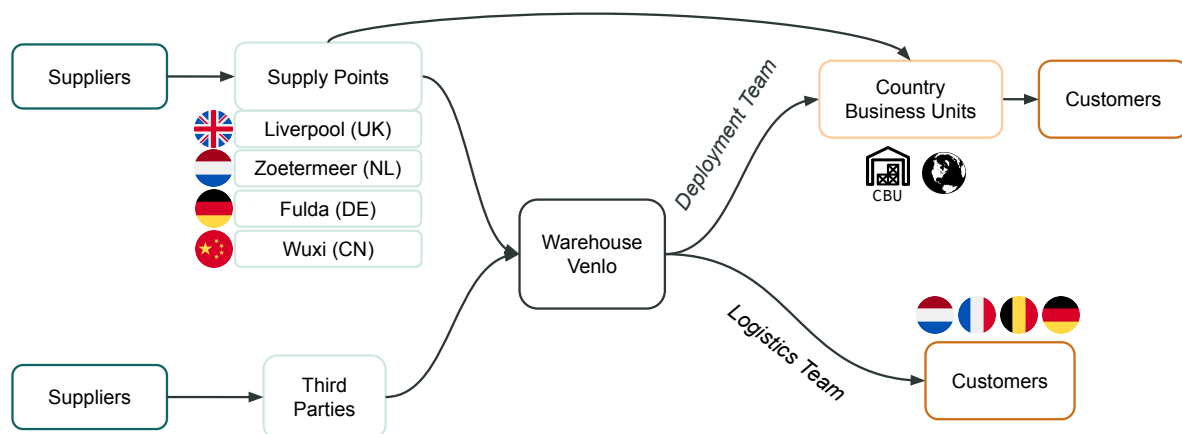 Suppliers
Supply Points
Liverpool (UK)
Zoetermeer (NL)
Fulda (DE)
Wuxi (CN)
Suppliers
Third
Parties
Warehouse
Venlo
Deployment Team
Logistics Team
Country
Business Units
CBU
Customers
Customers